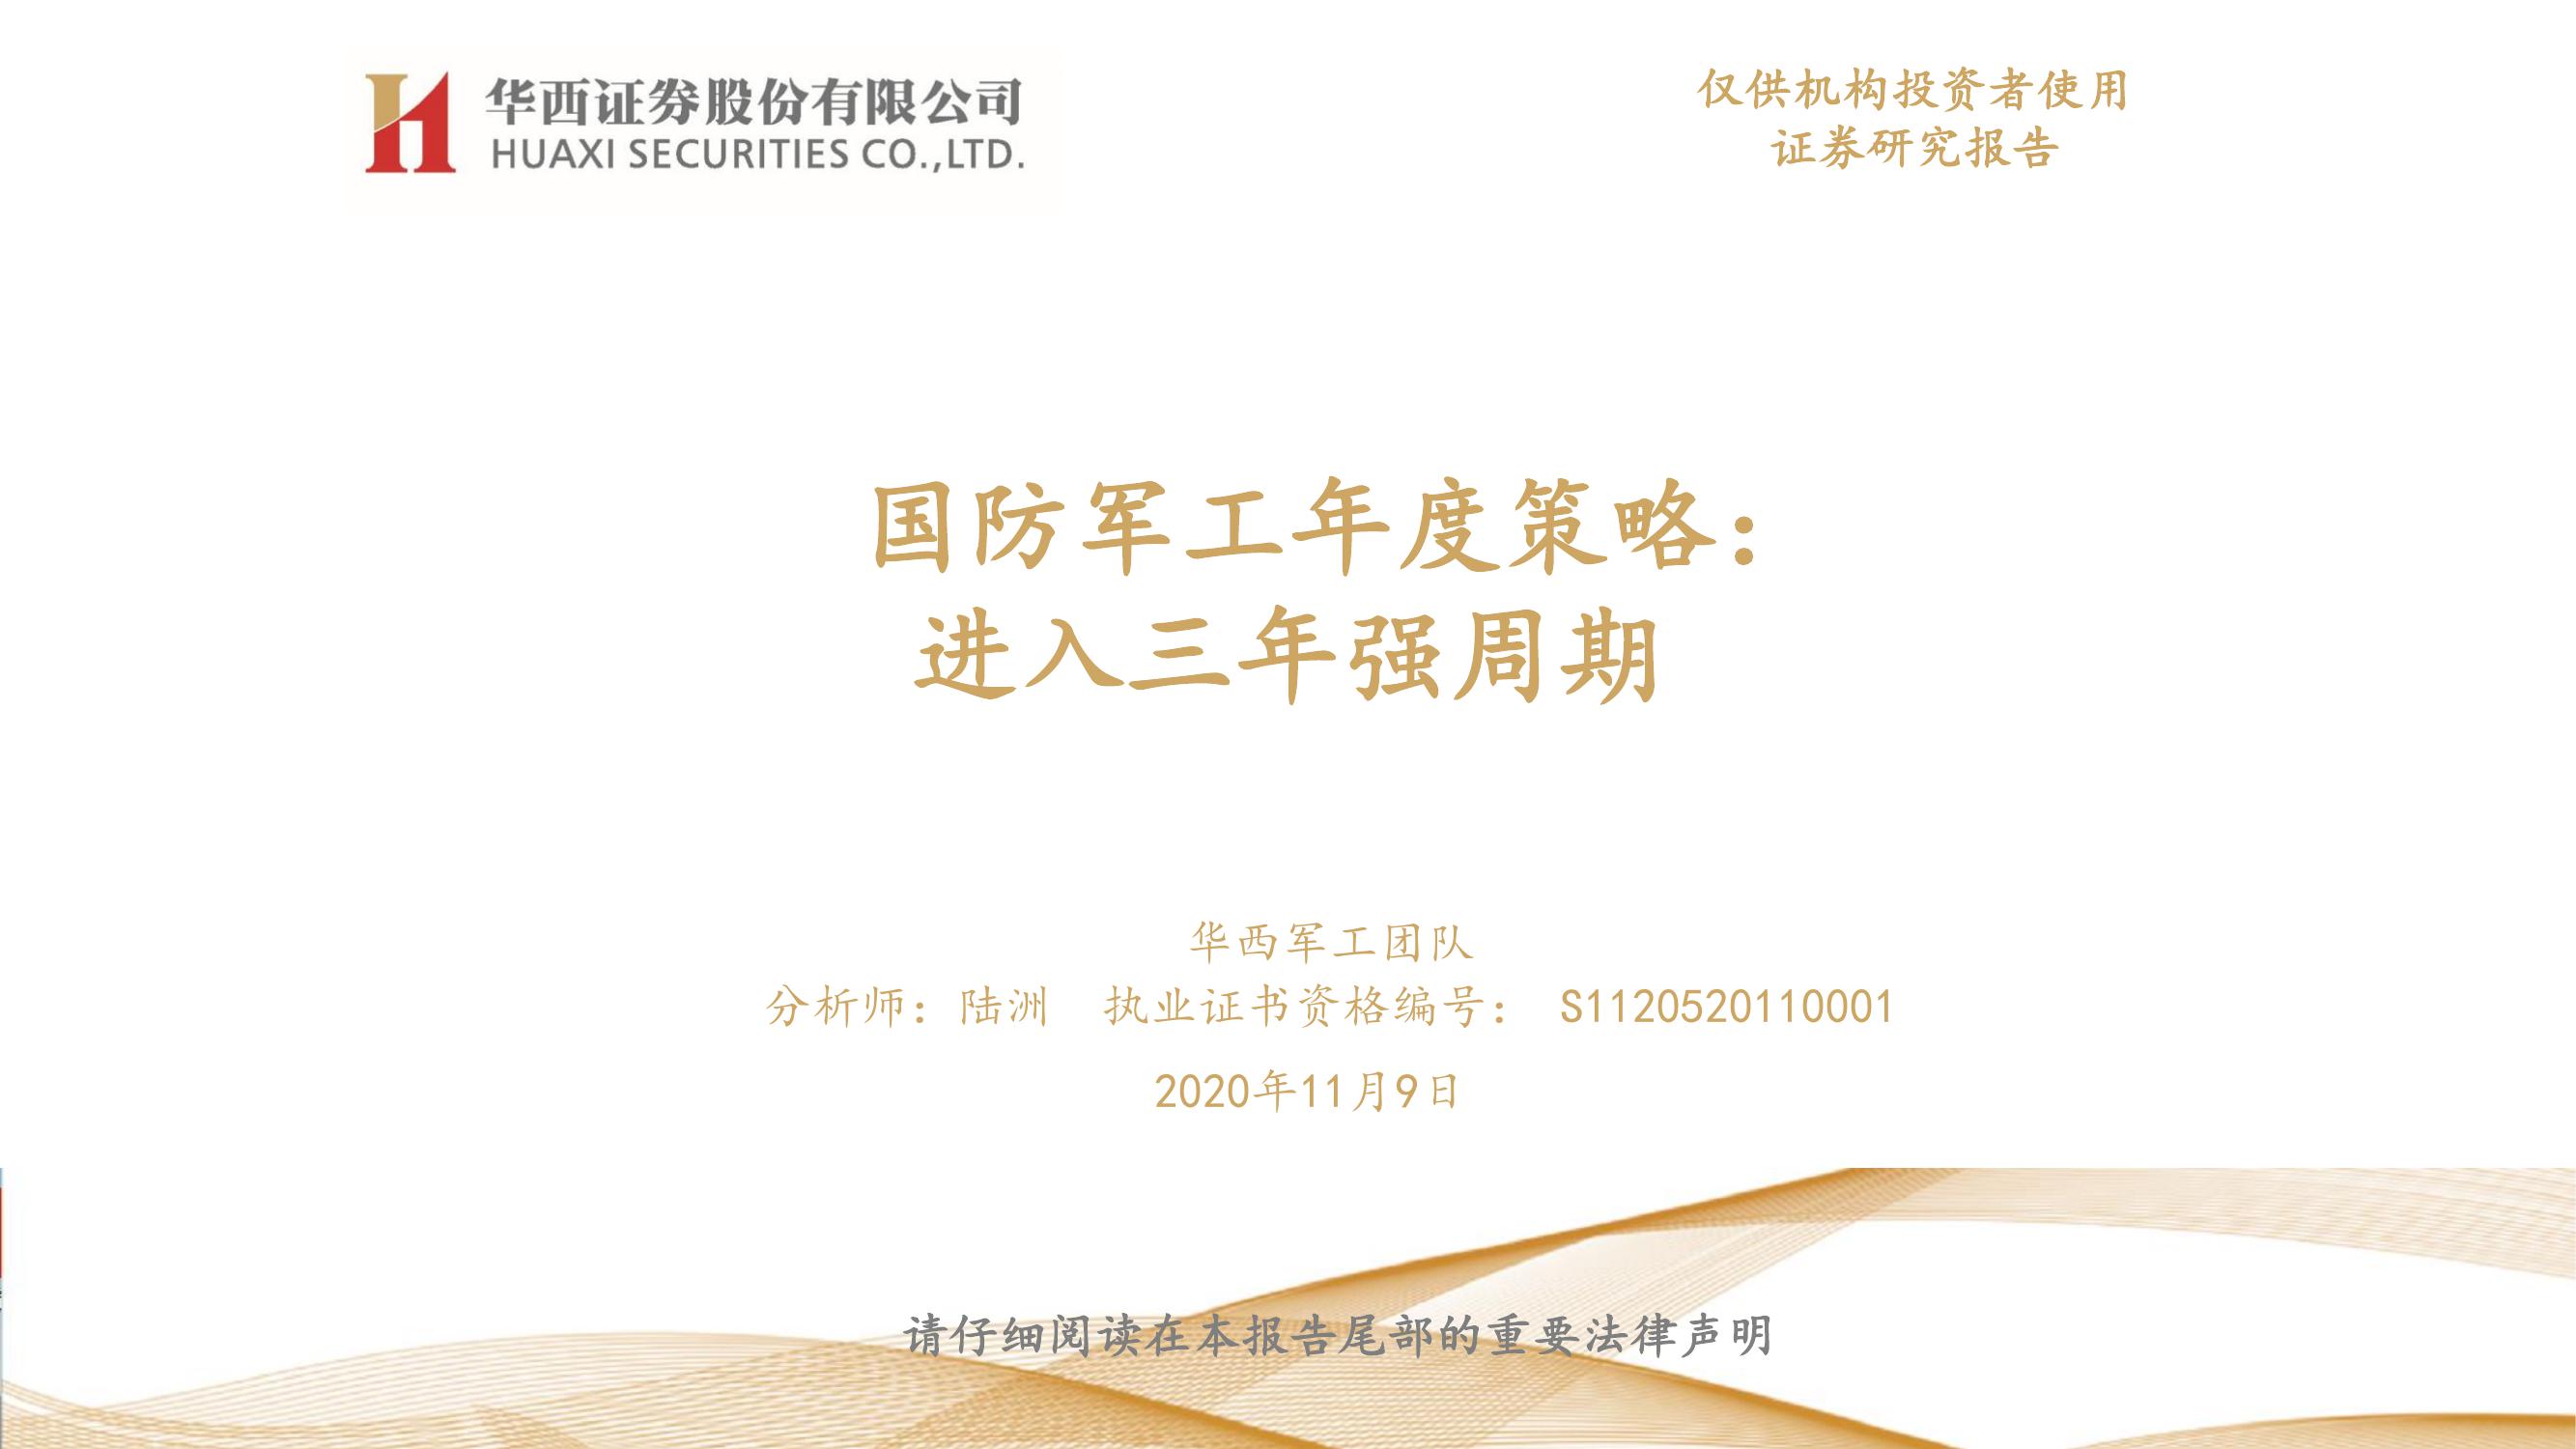 华西证券股份有限公司
HUAXI SECURITIES CO.,LTD.
仅供机构投资者使用
证券研究报告
国防军工年度策略：
进入三年强周期
华西军工团队
分析师：陆洲 执业证书资格编号： S1120520110001
2020年11月9日
请仔细阅读在本报告尾部的重要法律声明